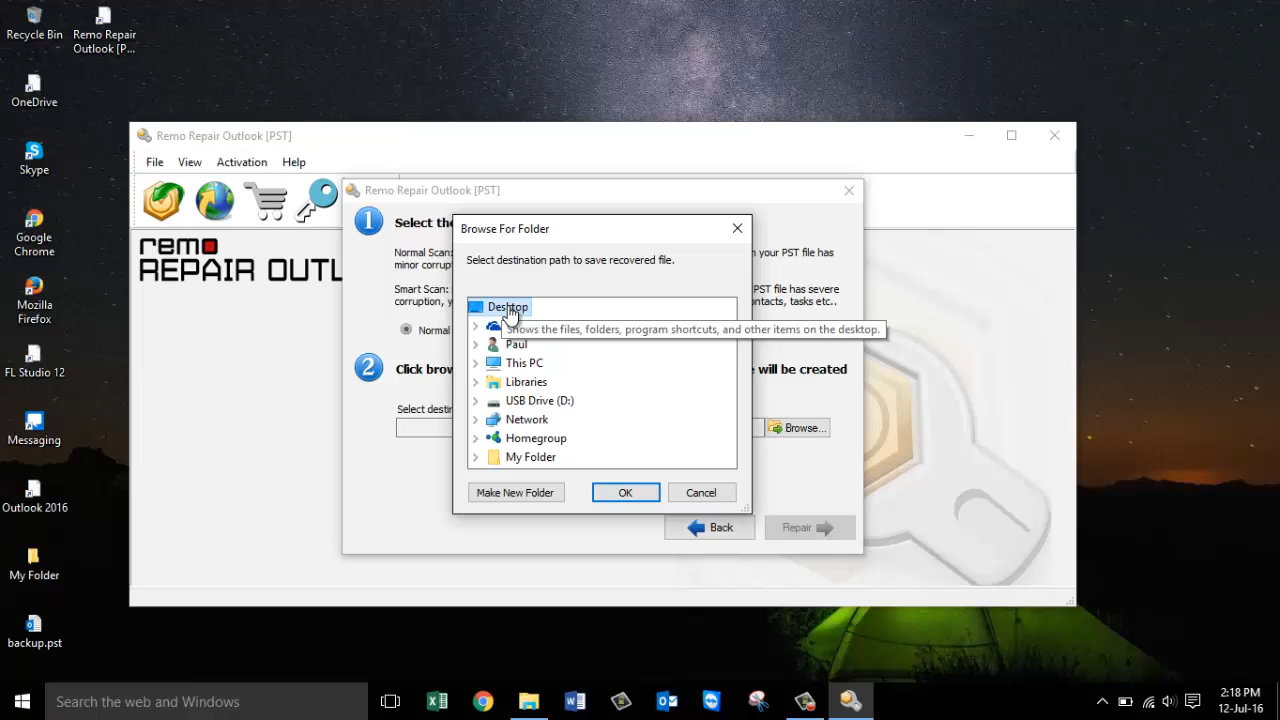 Recycle Bin
Remo Repair
Outlook [P...
OneDrive
Skype
Google
Chrome
Mozilla
Firefox
FL Studio 12
Messaging
Outlook 2016
My Folder
backup.pst
Remo Repair Outlook [PST]
File View Activation Help
remo
REPAIR OUTL
Remo Repair Outlook [PST]
1 Select the
Normal Scan: your PST file has
minor corrup
Smart Scan: PST file has severe
corruption, y ontacts, tasks etc..
Normal
2 Click brow e will be created
Select destin
Browse...
Back
Repair
Browse For Folder
Select destination path to save recovered file.
Desktop
Shows the files, folders, program shortcuts, and other items on the desktop.
Paul
This PC
Libraries
USB Drive (D:)
Network
Homegroup
My Folder
Make New Folder OK Cancel
Search the web and Windows
2:18 PM
12-Jul-16